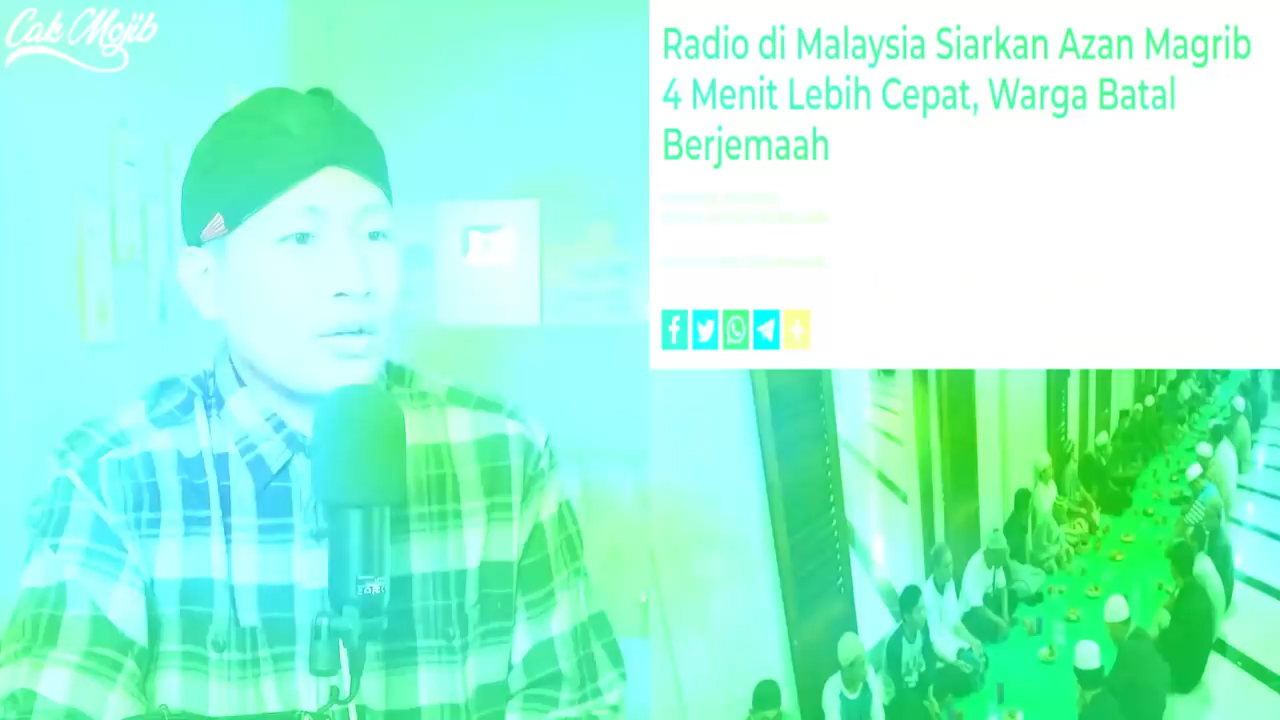 Cak Mojib
Radio di Malaysia Siarkan Azan Magrib
4 Menit Lebih Cepat, Warga Batal
Berjemaah